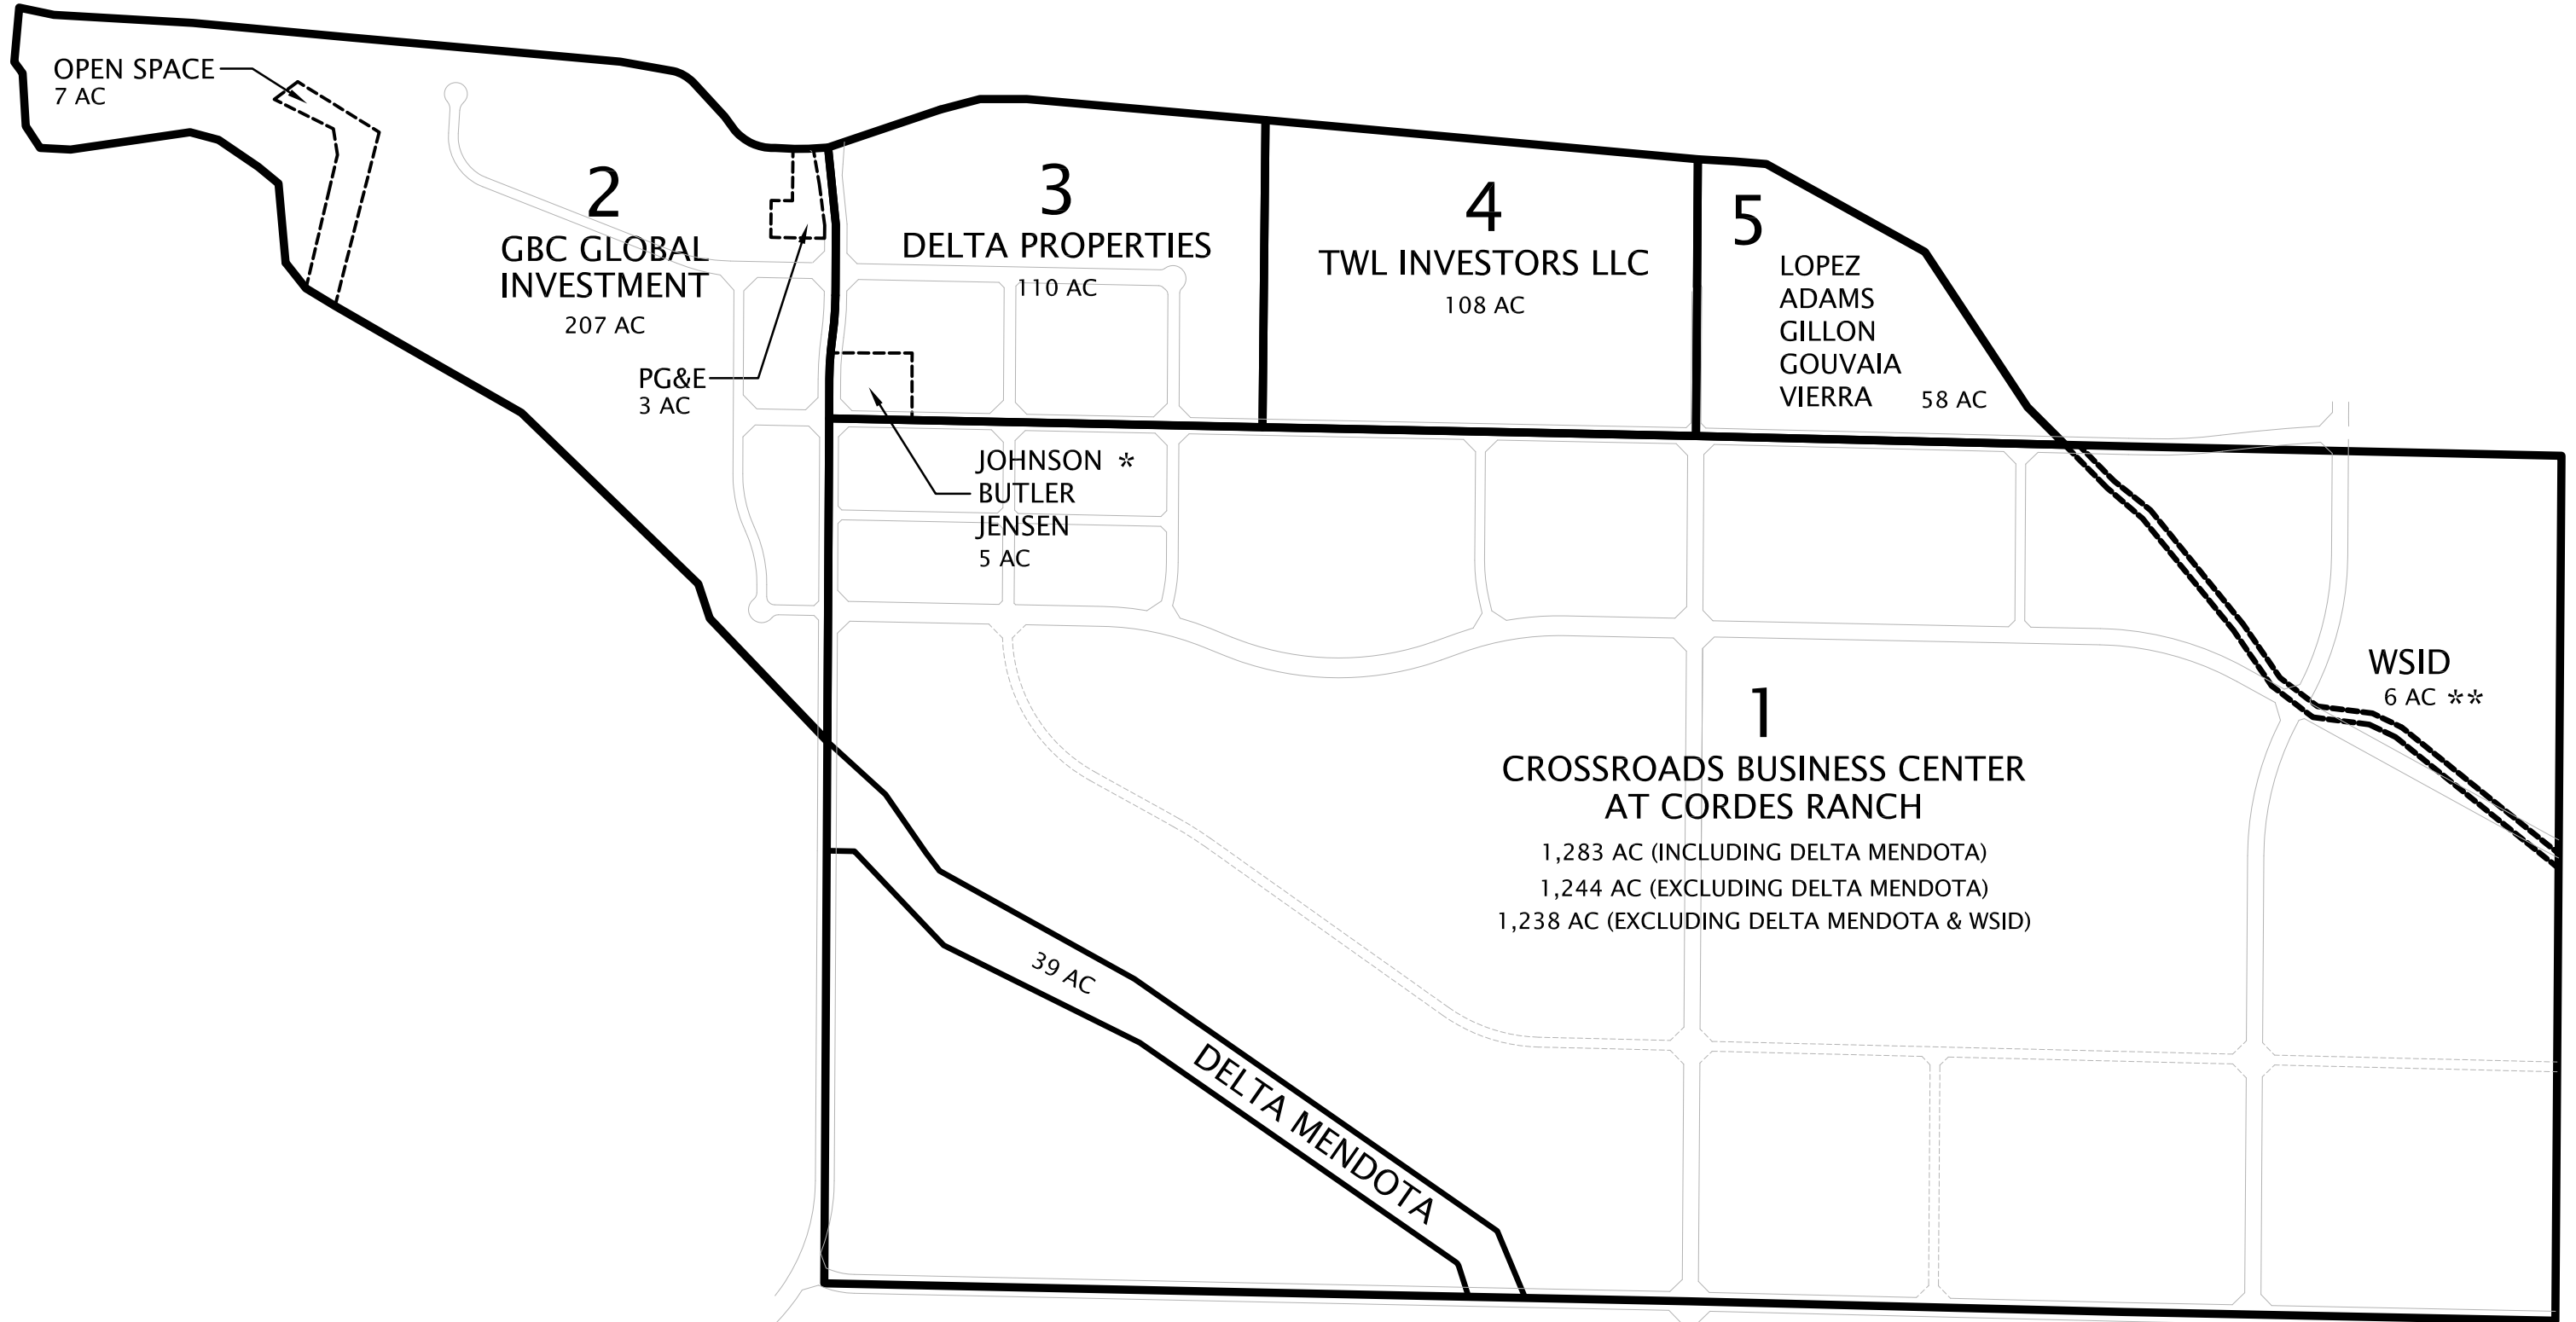 OPEN SPACE
7 AC
2
GBC GLOBAL
INVESTMENT
207 AC
PG&E
3 AC
3
DELTA PROPERTIES
110 AC
4
TWL INVESTORS LLC
108 AC
5
LOPEZ
ADAMS
GILLON
GOUVAIA
VIERRA 58 AC
JOHNSON *
BUTLER
JENSEN
5 AC
WSID
6 AC **
1
CROSSROADS BUSINESS CENTER
AT CORDES RANCH
1,283 AC (INCLUDING DELTA MENDOTA)
1,244 AC (EXCLUDING DELTA MENDOTA)
1,238 AC (EXCLUDING DELTA MENDOTA & WSID)
39 AC
DELTA MENDOTA